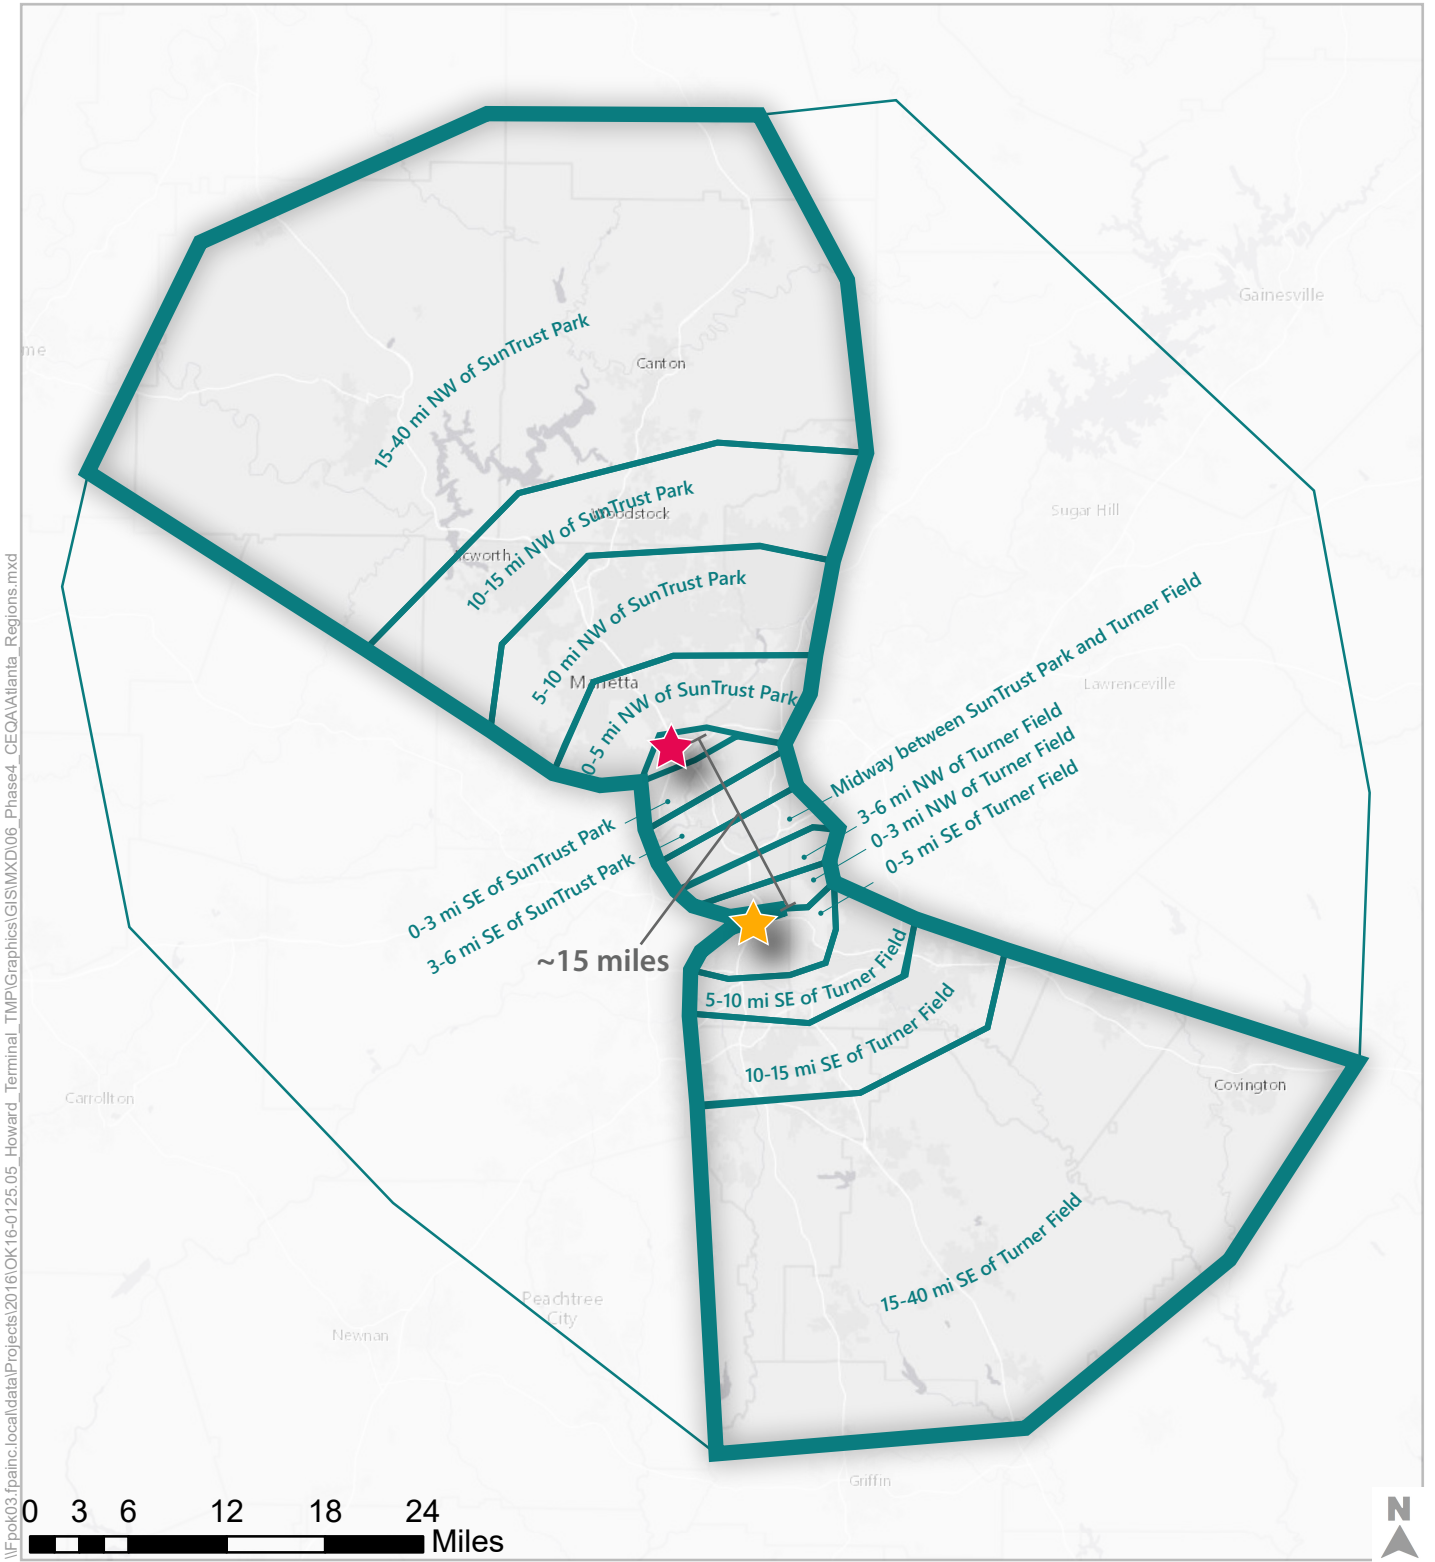 Gainesville
me
15-40 mi NW of SunTrust Park
Canton
10-15 mi NW of SunTrust Park
Woodstock
Sugar Hill
Acworth
5-10 mi NW of SunTrust Park
Marietta
Lawrenceville
0-5 mi NW of SunTrust Park
Midway between SunTrust Park and Turner Field
3-6 mi NW of Turner Field
0-3 mi NW of Turner Field
0-5 mi SE of Turner Field
0-3 mi SE of SunTrust Park
3-6 mi SE of SunTrust Park
~15 miles
5-10 mi SE of Turner Field
10-15 mi SE of Turner Field
Covington
Carrollton
15-40 mi SE of Turner Field
Peachtree
City
Newnan
Griffin
0 3 6 12 18 24
Miles
N
\\Fpok03.fpainc.local\data\Projects\2016\OK16-0125.05_Howard_Terminal_TMP\Graphics\GIS\MXD\06_Phase4_CEQA\Atlanta_Regions.mxd